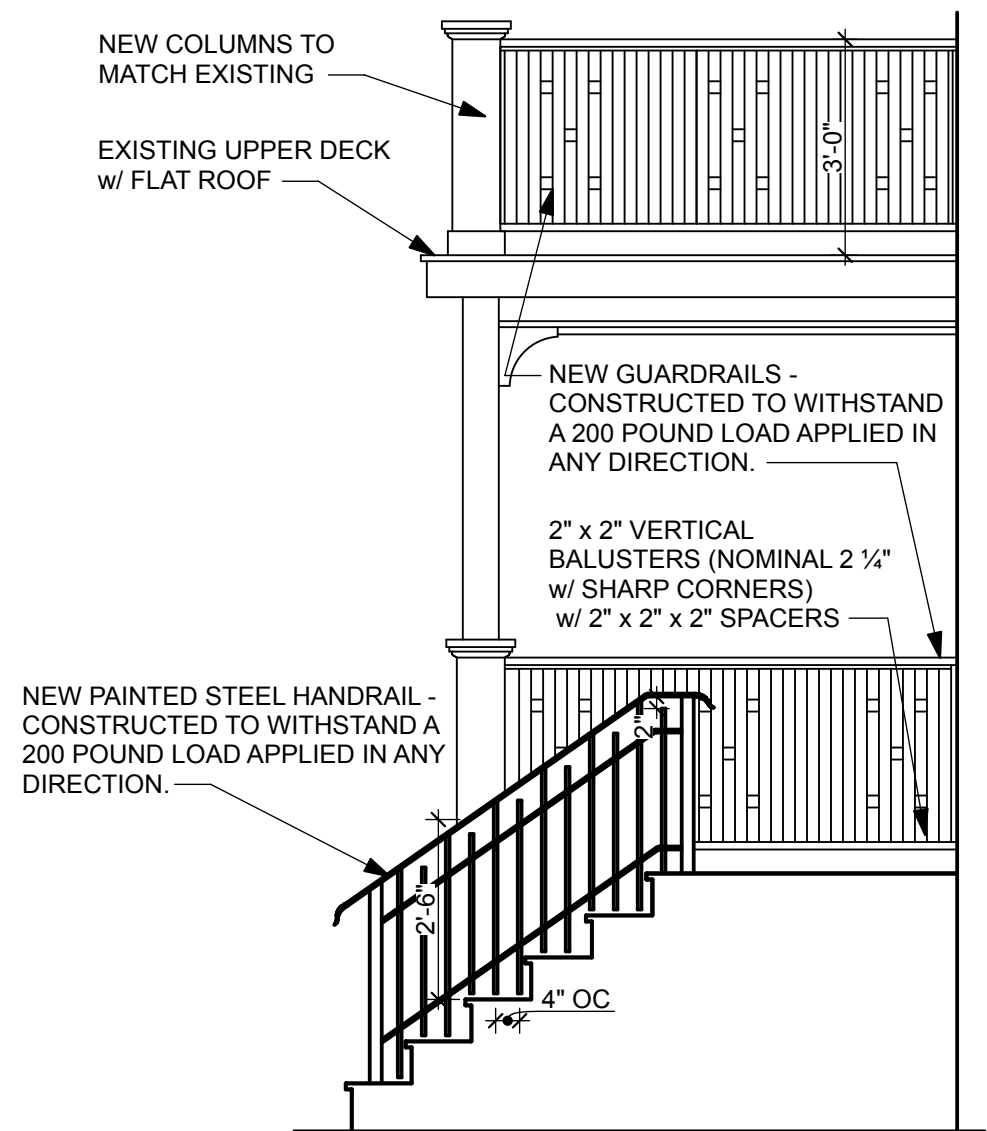 NEW COLUMNS TO
MATCH EXISTING
EXISTING UPPER DECK
w/ FLAT ROOF
3'-0"
NEW GUARDRAILS -
CONSTRUCTED TO WITHSTAND
A 200 POUND LOAD APPLIED IN
ANY DIRECTION.
2" x 2" VERTICAL
BALUSTERS (NOMINAL 2 ¼"
w/ SHARP CORNERS)
w/ 2" x 2" x 2" SPACERS
NEW PAINTED STEEL HANDRAIL -
CONSTRUCTED TO WITHSTAND A
200 POUND LOAD APPLIED IN ANY
DIRECTION.
2"
2'-6"
4" OC